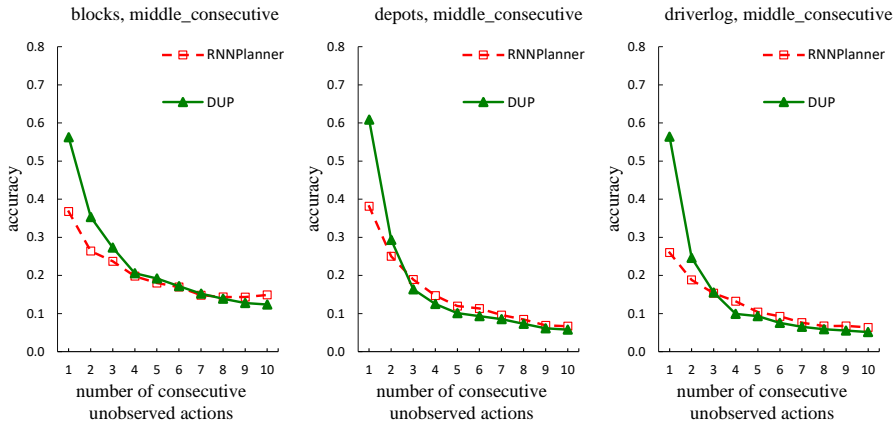 blocks, middle_consecutive
0.8
0.7
0.6
0.5
0.4
0.3
0.2
0.1
0.0
accuracy
RNNPlanner
DUP
1 2 3 4 5 6 7 8 9 10
number of consecutive
unobserved actions
depots, middle_consecutive
0.8
0.7
0.6
0.5
0.4
0.3
0.2
0.1
0.0
accuracy
RNNPlanner
DUP
1 2 3 4 5 6 7 8 9 10
number of consecutive
unobserved actions
driverlog, middle_consecutive
0.8
0.7
0.6
0.5
0.4
0.3
0.2
0.1
0.0
accuracy
RNNPlanner
DUP
1 2 3 4 5 6 7 8 9 10
number of consecutive
unobserved actions